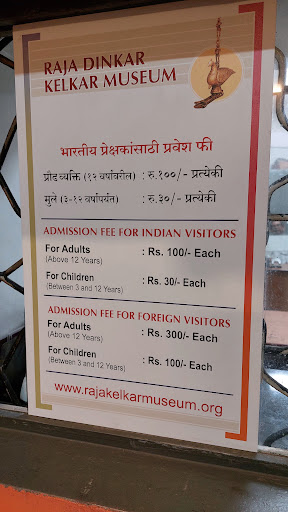 RAJA DINKAR
KELKAR MUSEUM
भारतीय प्रेक्षकांसाठी प्रवेश फी
प्रौढ व्यक्ति (१२ वर्षांवरील) : रु.१००/- प्रत्येकी
मुले (३-१२ वर्षांपर्यंत) : रु.३०/- प्रत्येकी
ADMISSION FEE FOR INDIAN VISITORS
For Adults : Rs. 100/- Each
(Above 12 Years)
For Children : Rs. 30/- Each
(Between 3 and 12 Years)
ADMISSION FEE FOR FOREIGN VISITORS
For Adults : Rs. 300/- Each
(Above 12 Years)
For Children : Rs. 100/- Each
(Between 3 and 12 Years)
www.rajakelkarmuseum.org